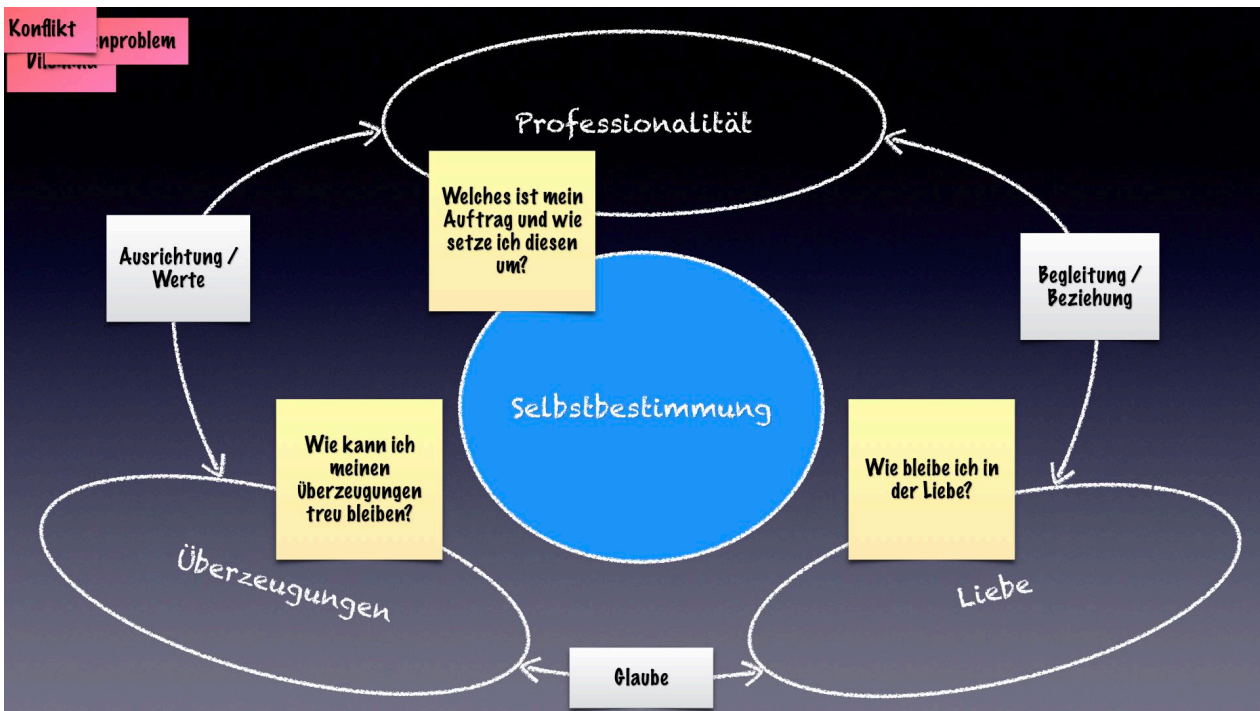 Konflikt
enproblem
Professionalität
Welches ist mein
Auftrag und wie
setze ich diesen
um?
Ausrichtung /
Werte
Begleitung /
Beziehung
Selbstbestimmung
Wie kann ich
meinen
Überzeugungen
treu bleiben?
Wie bleibe ich in
der Liebe?
Überzeugungen
Liebe
Glaube